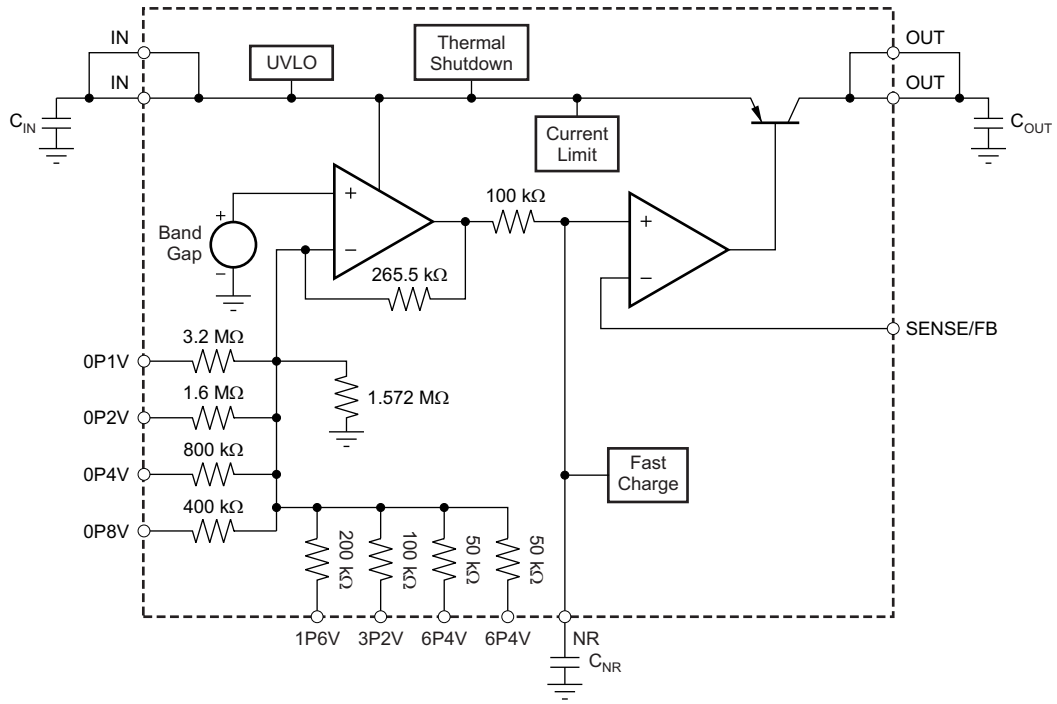 IN
IN
UVLO
Thermal
Shutdown
Current
Limit
OUT
OUT
C_IN
C_OUT
Band
Gap
+
−
+
−
100 kΩ
265.5 kΩ
+
−
SENSE/FB
0P1V
3.2 MΩ
1.572 MΩ
0P2V
1.6 MΩ
0P4V
800 kΩ
0P8V
400 kΩ
Fast
Charge
200 kΩ
100 kΩ
50 kΩ
50 kΩ
1P6V
3P2V
6P4V
6P4V
NR
C_NR